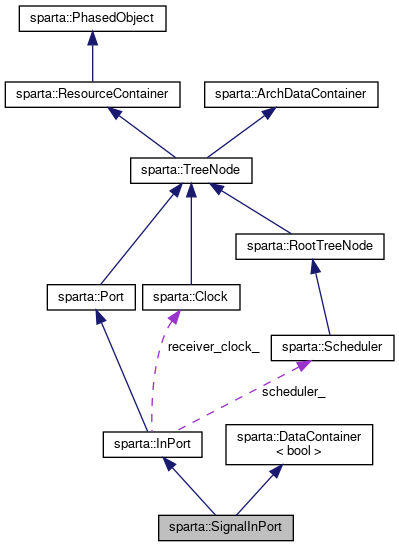 sparta::PhasedObject
sparta::ResourceContainer
sparta::ArchDataContainer
sparta::TreeNode
sparta::RootTreeNode
sparta::Port
sparta::Clock
sparta::Scheduler
receiver_clock_
scheduler_
sparta::InPort
sparta::DataContainer
< bool >
sparta::SignalInPort